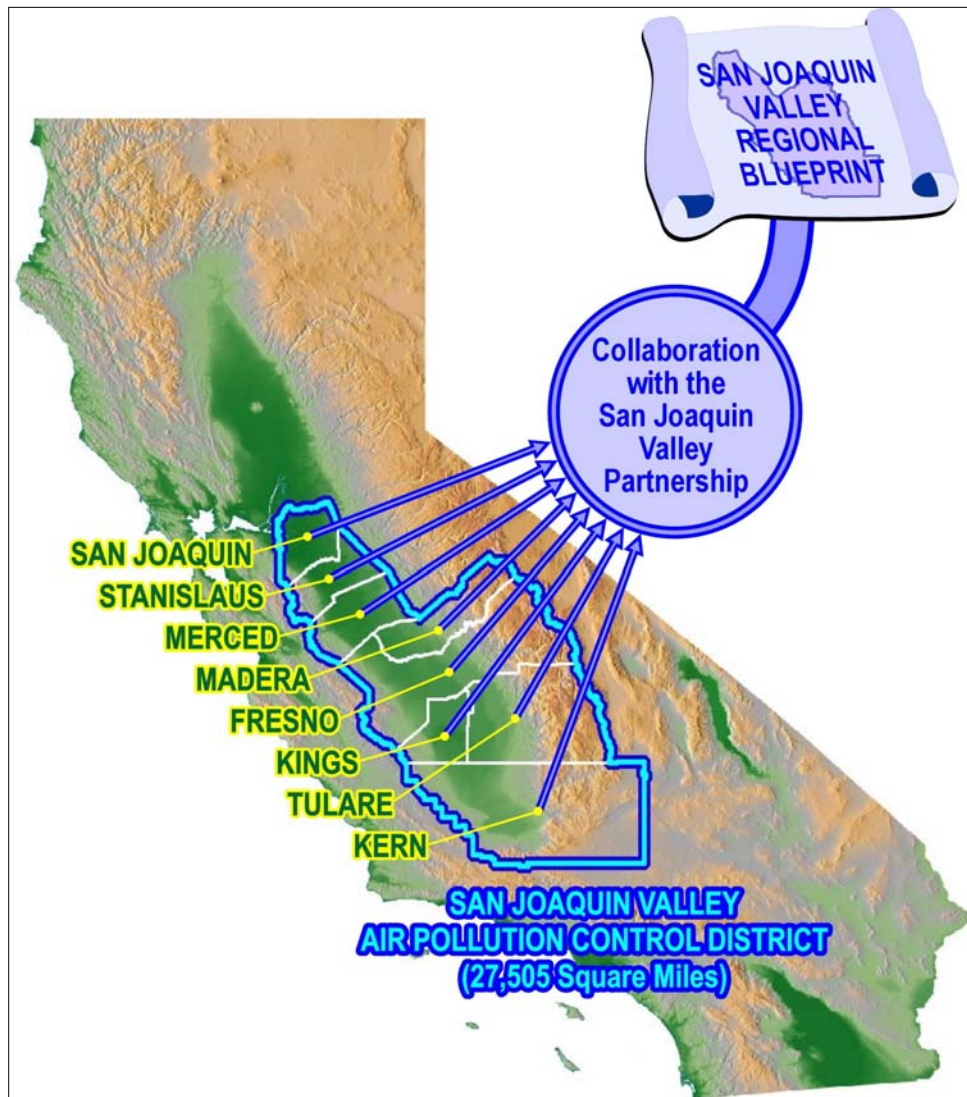 SAN JOAQUIN
VALLEY
REGIONAL
BLUEPRINT
Collaboration
with the
San Joaquin
Valley
Partnership
SAN JOAQUIN
STANISLAUS
MERCED
MADERA
FRESNO
KINGS
TULARE
KERN
SAN JOAQUIN VALLEY
AIR POLLUTION CONTROL DISTRICT
(27,505 Square Miles)